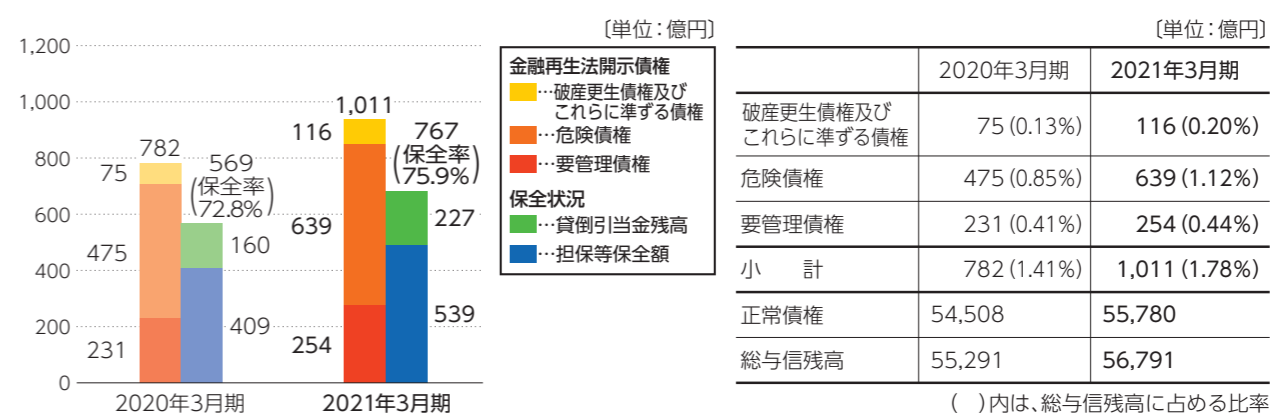 〔単位：億円〕
1,200
1,000
800
600
400
200
0
782
75
475
231
569
(保全率
72.8%)
160
409
2020年3月期
1,011
116
639
254
767
(保全率
75.9%)
227
539
2021年3月期
金融再生法開示債権
…破産更生債権及び
これらに準ずる債権
…危険債権
…要管理債権
保全状況
…貸倒引当金残高
…担保等保全額
〔単位：億円〕
2020年3月期 2021年3月期
破産更生債権及び
これらに準ずる債権 75(0.13%) 116(0.20%)
危険債権 475(0.85%) 639(1.12%)
要管理債権 231(0.41%) 254(0.44%)
小　計 782(1.41%) 1,011(1.78%)
正常債権 54,508 55,780
総与信残高 55,291 56,791
(　)内は、総与信残高に占める比率